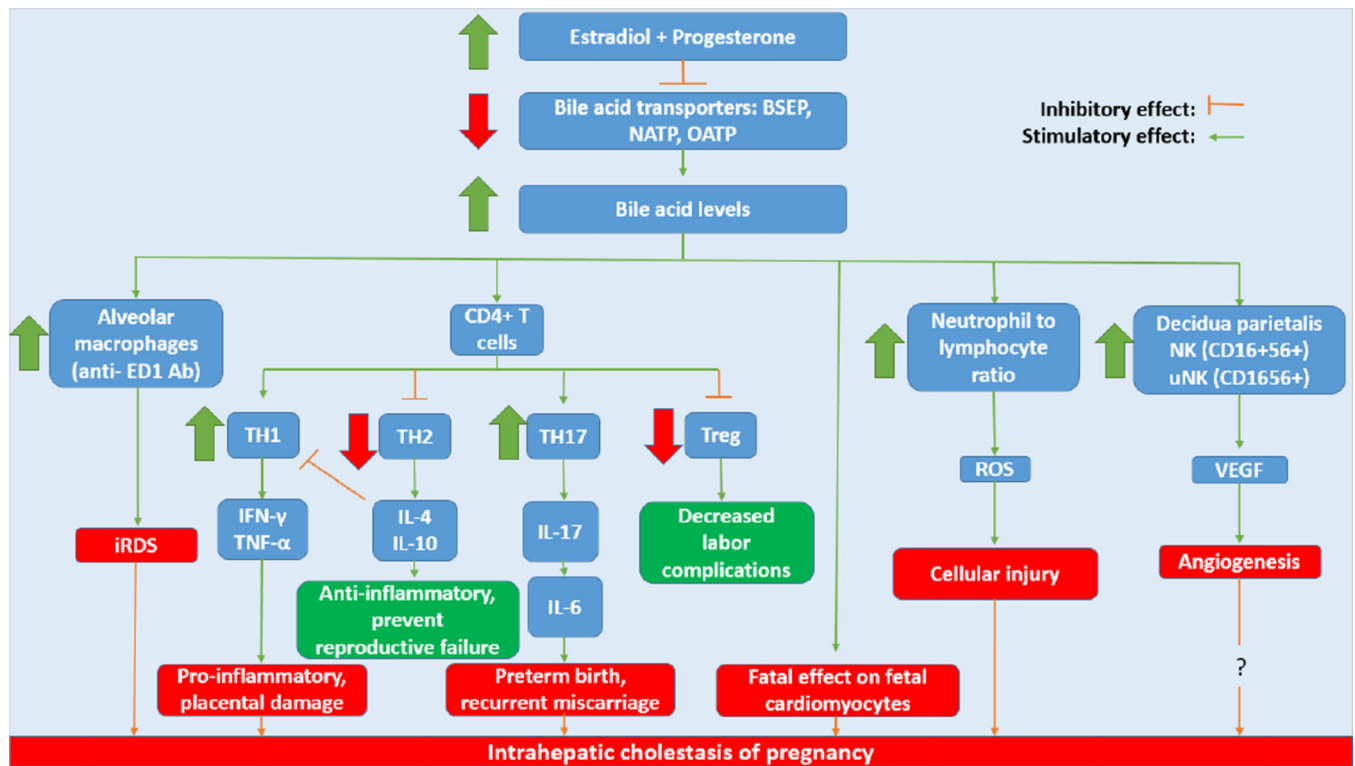 Estradiol + Progesterone
Bile acid transporters: BSEP,
NATP, OATP
Inhibitory effect:
Stimulatory effect:
Bile acid levels
Alveolar
macrophages
(anti- ED1 Ab)
CD4+ T
cells
Neutrophil to
lymphocyte
ratio
Decidua parietalis
NK (CD16+56+)
uNK (CD1656+)
TH1
TH2
TH17
Treg
ROS
VEGF
iRDS
IFN-γ
TNF-α
IL-4
IL-10
IL-17
Decreased
labor
complications
Cellular injury
Angiogenesis
Anti-inflammatory,
prevent
reproductive failure
IL-6
Pro-inflammatory,
placental damage
Preterm birth,
recurrent miscarriage
Fatal effect on fetal
cardiomyocytes
?
Intrahepatic cholestasis of pregnancy